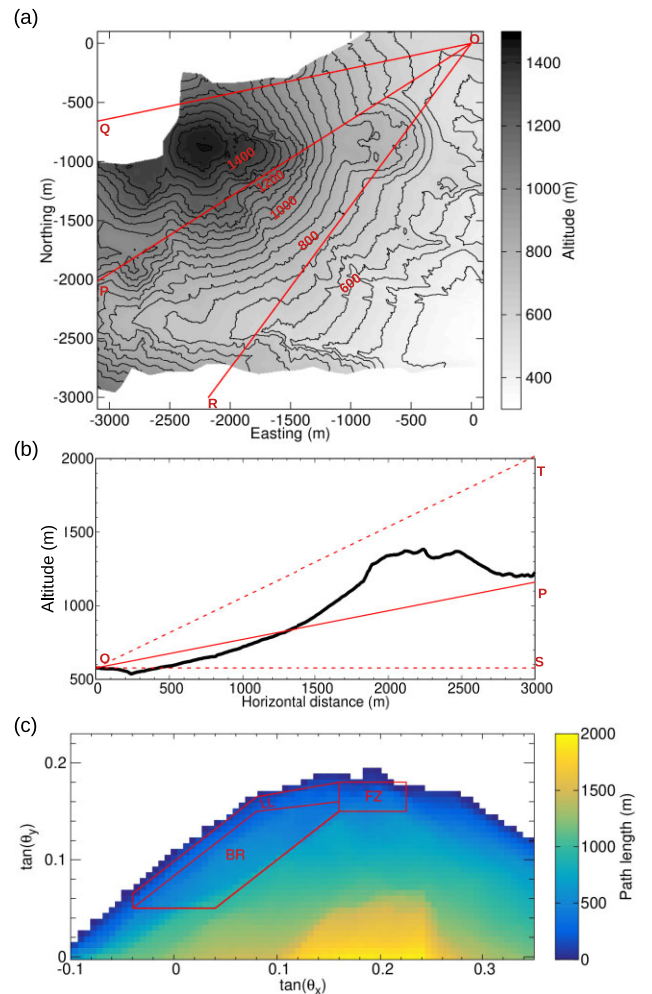 (a)
0
-500
-1000
-1500
-2000
-2500
-3000
Northing (m)
-3000 -2500 -2000 -1500 -1000 -500 0
Easting (m)
O
Q
P
R
1400
1200
1000
800
600
1400
1200
1000
800
600
400
Altitude (m)
(b)
2000
1500
1000
500
Altitude (m)
O
T
P
S
0 500 1000 1500 2000 2500 3000
Horizontal distance (m)
(c)
0.2
0.1
0
tan(θy)
FZ
BR
-0.1 0 0.1 0.2 0.3
tan(θx)
2000
1500
1000
500
0
Path length (m)